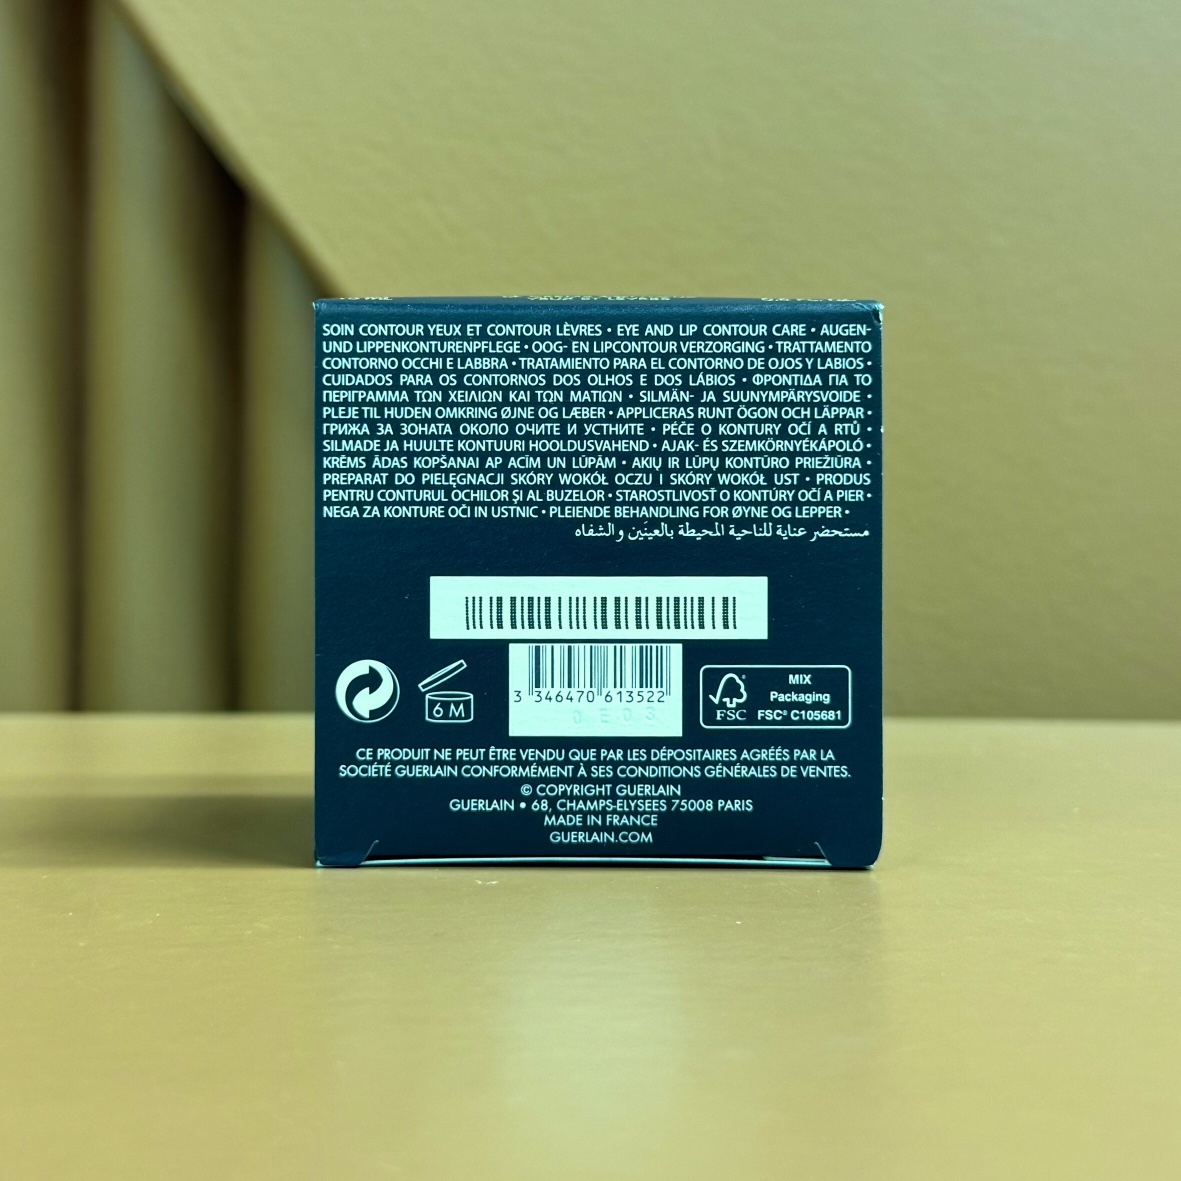 SOIN CONTOUR YEUX ET CONTOUR LÈVRES • EYE AND LIP CONTOUR CARE • AUGEN-
UND LIPPENKONTURENPFLEGE • OOG- EN LIPCONTOUR VERZORGING • TRATTAMENTO
CONTORNO OCCHI E LABBRA • TRATAMIENTO PARA EL CONTORNO DE OJOS Y LABIOS •
CUIDADOS PARA OS CONTORNOS DOS OLHOS E DOS LÁBIOS • ΦΡΟΝΤΙΔΑ ΓΙΑ ΤΟ
ΠΕΡΙΓΡΑΜΜΑ ΤΩΝ ΧΕΙΛΙΩΝ ΚΑΙ ΤΩΝ ΜΑΤΙΩΝ • SILMÄN- JA SUUNYMPÄRYSVOIDE •
PLEJE TIL HUDEN OMKRING ØJNE OG LÆBER • APPLICERAS RUNT ÖGON OCH LÄPPAR •
ГРИЖА ЗА ЗОНАТА ОКОЛО ОЧИТЕ И УСТНИТЕ • PÉČE O KONTURY OČÍ A RTŮ •
SILMADE JA HUULTE KONTUURI HOOLDUSVAHEND • AJAK- ÉS SZEMKÖRNYÉKÁPOLÓ •
KRĒMS ĀDAS KOPŠANAI AP ACĪM UN LŪPĀM • AKIŲ IR LŪPŲ KONTŪRO PRIEŽIŪRA •
PREPARAT DO PIELĘGNACJI SKÓRY WOKÓŁ OCZU I SKÓRY WOKÓŁ UST • PRODUS
PENTRU CONTURUL OCHILOR ȘI AL BUZELOR • STAROSTLIVOSŤ O KONTÚRY OČÍ A PIER •
NEGA ZA KONTURE OČI IN USTNIC • PLEIENDE BEHANDLING FOR ØYNE OG LEPPER •
مستحضر عناية للناحية المحيطة بالعينَين والشفاه
3 346470 613522
0E03
6 M
FSC®
MIX
Packaging
FSC® C105681
CE PRODUIT NE PEUT ÊTRE VENDU QUE PAR LES DÉPOSITAIRES AGRÉÉS PAR LA
SOCIÉTÉ GUERLAIN CONFORMÉMENT À SES CONDITIONS GÉNÉRALES DE VENTES.
© COPYRIGHT GUERLAIN
GUERLAIN • 68, CHAMPS-ELYSEES 75008 PARIS
MADE IN FRANCE
GUERLAIN.COM